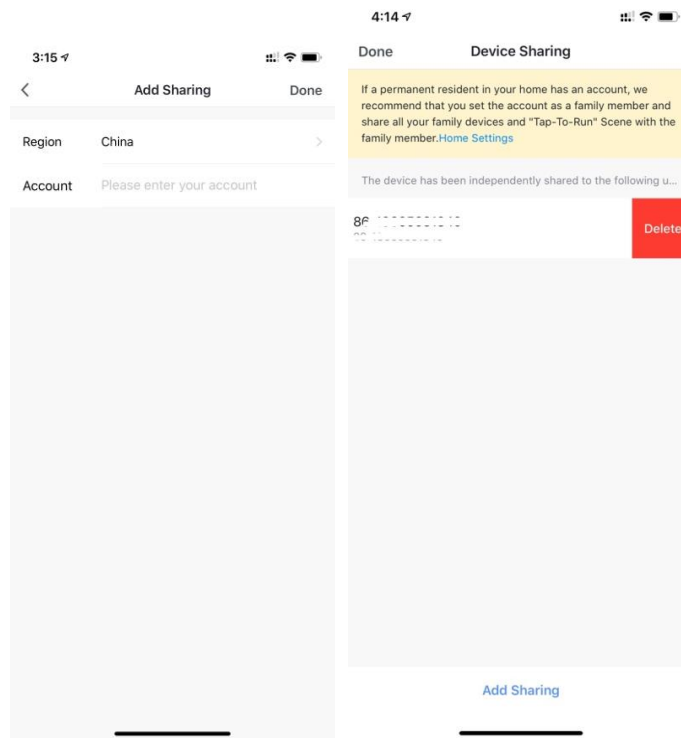 3:15
Add Sharing
Done
Region
China
Account
Please enter your account
4:14
Done
Device Sharing
If a permanent resident in your home has an account, we
recommend that you set the account as a family member and
share all your family devices and "Tap-To-Run" Scene with the
family member.Home Settings
The device has been independently shared to the following u...
Delete
Add Sharing